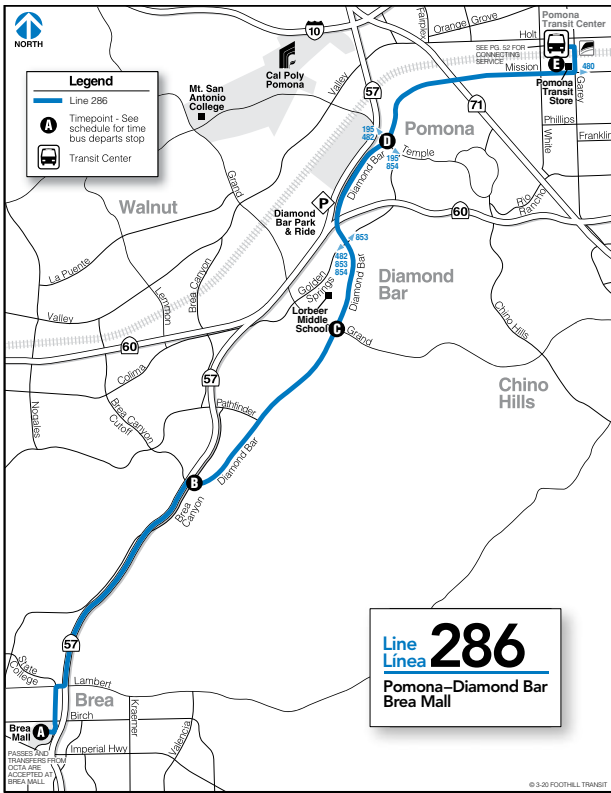 NORTH
Legend
Line 286
A
Timepoint - See
schedule for time
bus departs stop
Transit Center
10
Cal Poly
Pomona
Mt. San
Antonio
College
Fairplex
Orange Grove
Pomona
Transit Center
Holt
SEE PG. 52 FOR
CONNECTING
SERVICE
Mission
E
480
Pomona
Transit
Store
Garey
Phillips
White
Franklin
Valley
57
71
195
482
Pomona
D
Temple
195
854
Diamond Bar
Grand
Walnut
P
Diamond
Bar Park
& Ride
60
Rio
Rancho
853
482
853
854
La Puente
Lemmon
Brea Canyon
Golden
Springs
Diamond Bar
Diamond
Bar
Valley
Lorbeer
Middle
School
C
Grand
Chino Hills
60
Colima
57
Chino
Hills
Nogales
Brea Canyon
Cutoff
Pathfinder
Diamond Bar
B
Brea
Canyon
57
State
College
Lambert
Brea
Brea
Mall
A
Birch
Kraemer
Valencia
Imperial Hwy
PASSES AND
TRANSFERS FROM
OCTA ARE
ACCEPTED AT
BREA MALL
Line
Línea
286
Pomona–Diamond Bar
Brea Mall
© 3-20 FOOTHILL TRANSIT